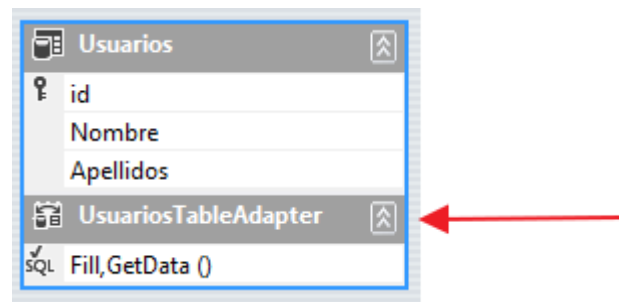 Usuarios
id
Nombre
Apellidos
UsuariosTableAdapter
SQL Fill,GetData ()